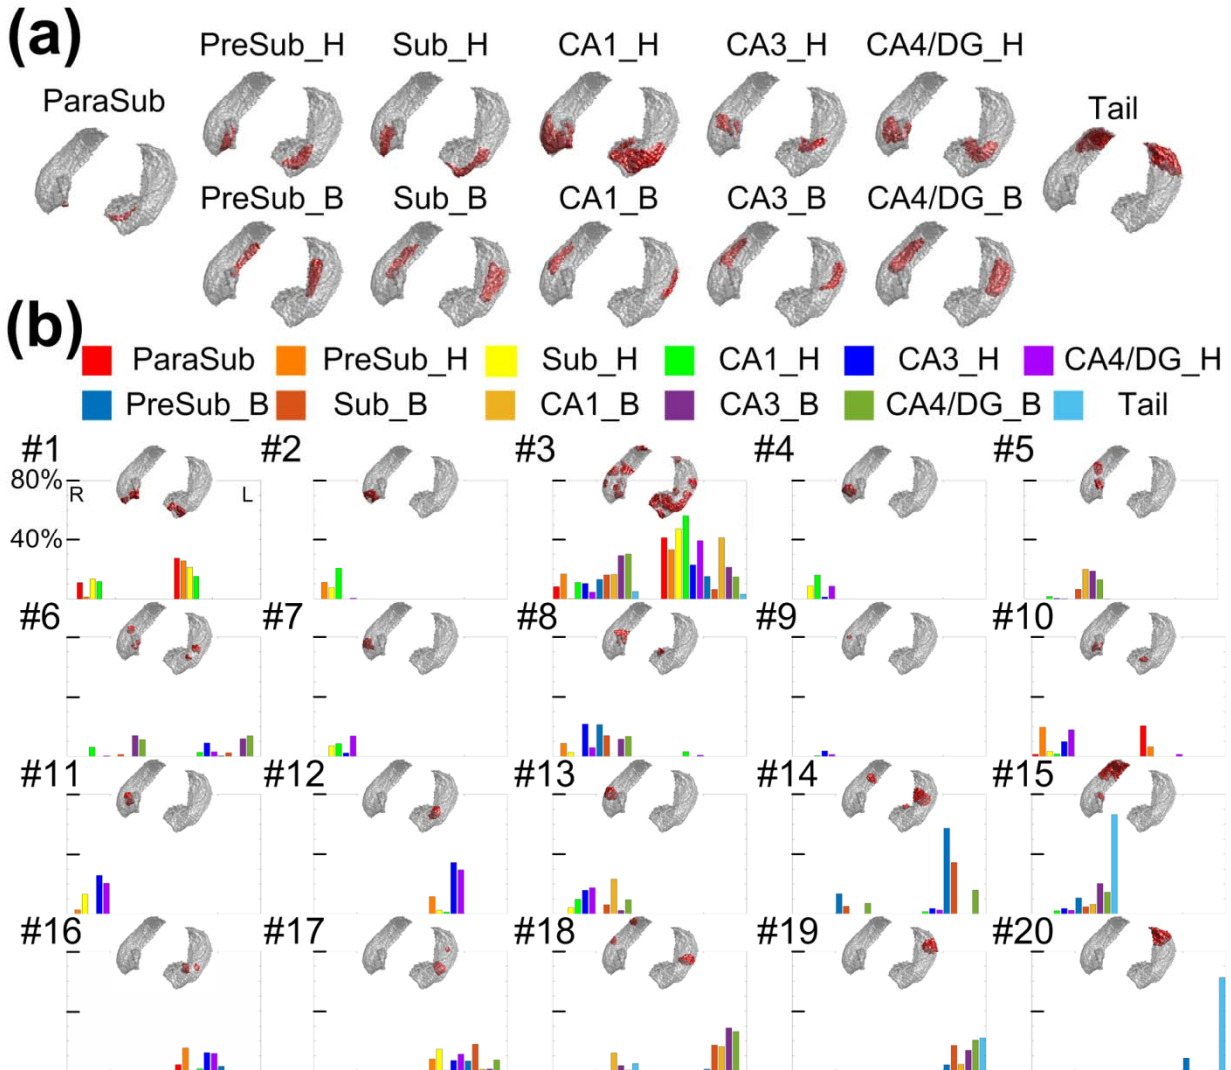 (a)
PreSub_H Sub_H CA1_H CA3_H CA4/DG_H
ParaSub
Tail
PreSub_B Sub_B CA1_B CA3_B CA4/DG_B
(b)
ParaSub PreSub_H Sub_H CA1_H CA3_H CA4/DG_H
PreSub_B Sub_B CA1_B CA3_B CA4/DG_B Tail
#1 #2 #3 #4 #5
80%
R L
40%
#6 #7 #8 #9 #10
#11 #12 #13 #14 #15
#16 #17 #18 #19 #20